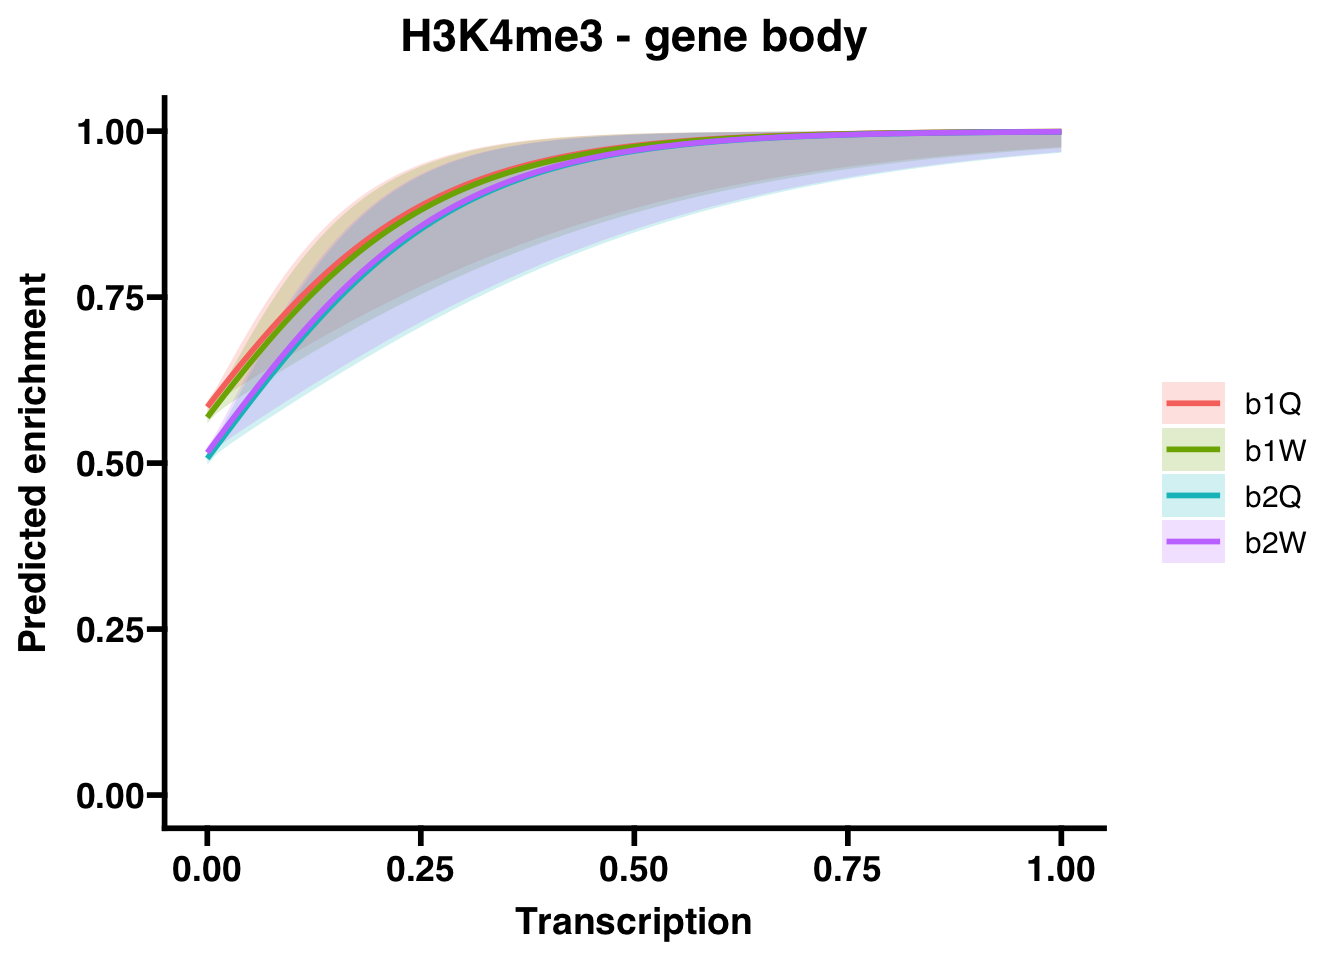 H3K4me3 - gene body
Predicted enrichment
1.00
0.75
0.50
0.25
0.00
0.00 0.25 0.50 0.75 1.00
Transcription
b1Q
b1W
b2Q
b2W